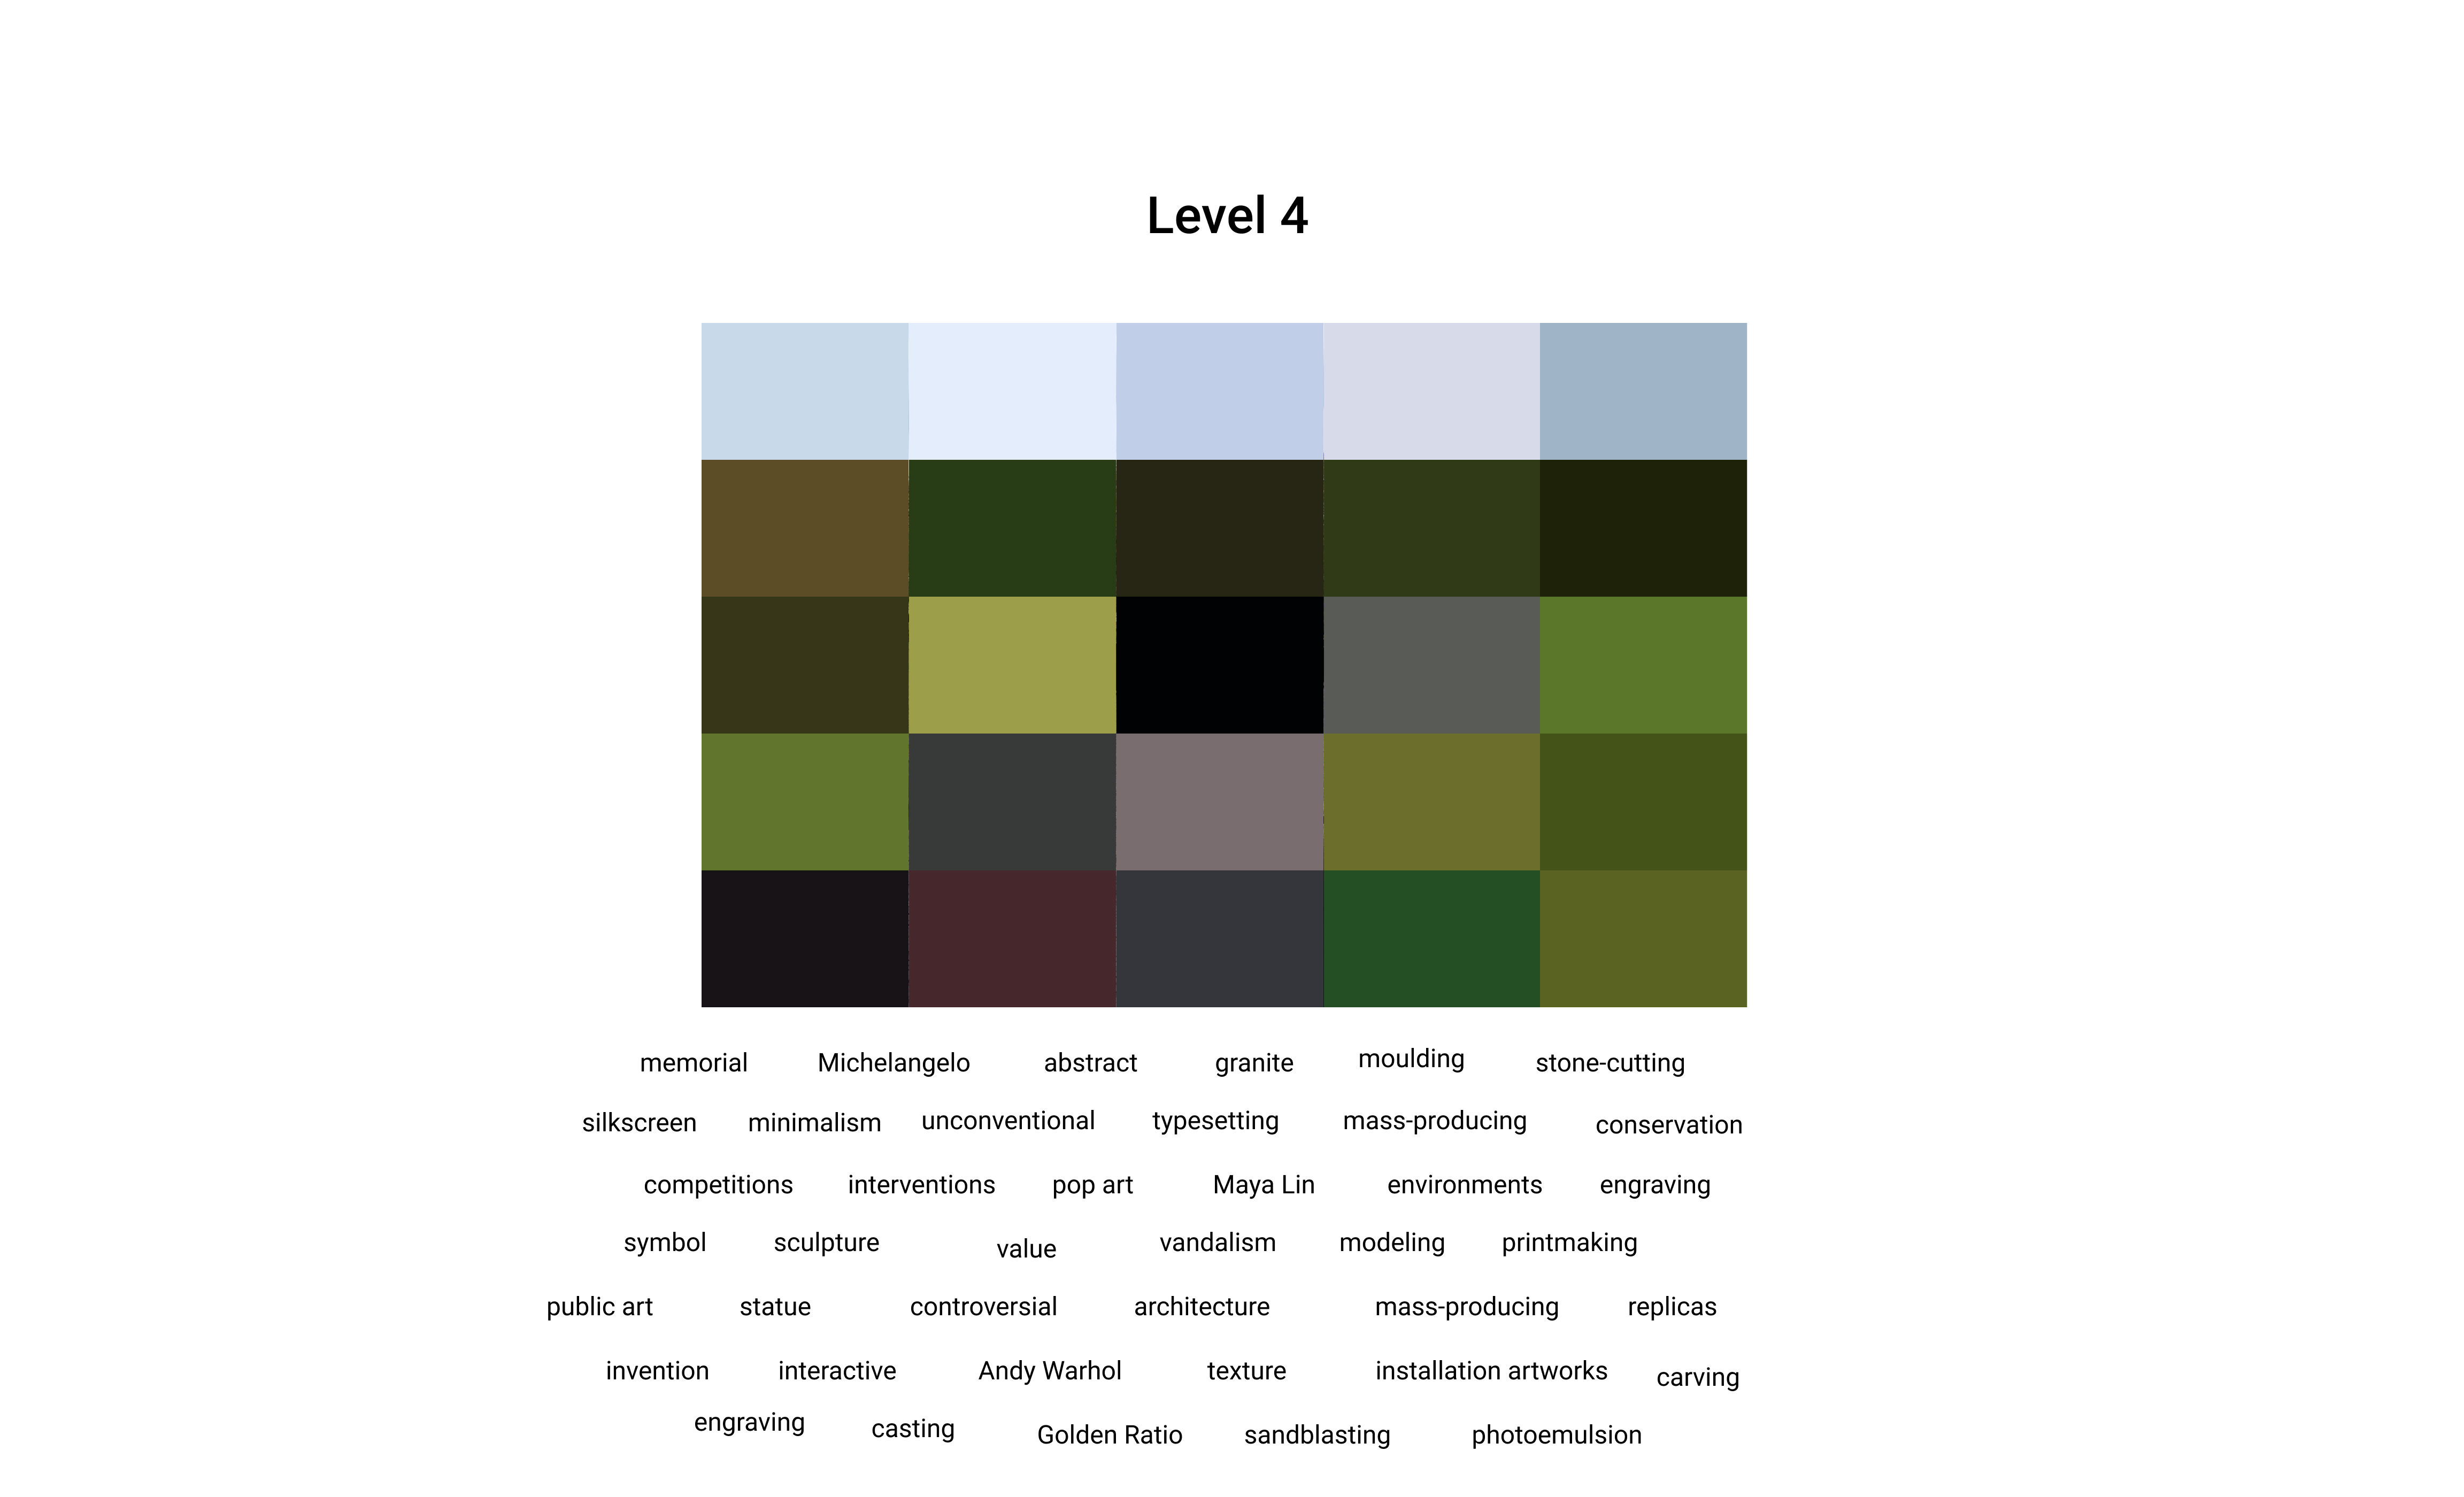 Level 4
memorial Michelangelo abstract granite moulding stone-cutting
silkscreen minimalism unconventional typesetting mass-producing conservation
competitions interventions pop art Maya Lin environments engraving
symbol sculpture value vandalism modeling printmaking
public art statue controversial architecture mass-producing replicas
invention interactive Andy Warhol texture installation artworks carving
engraving casting Golden Ratio sandblasting photoemulsion